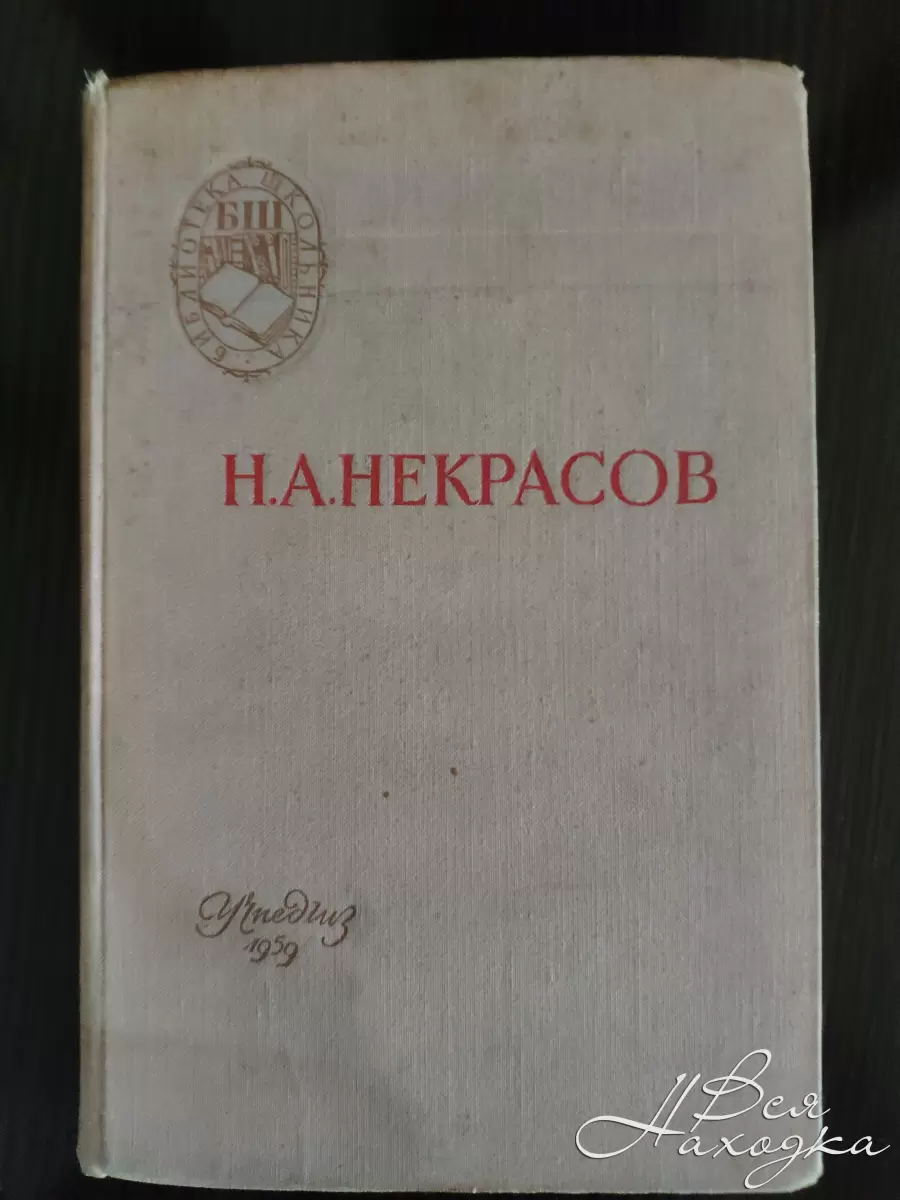 БИБЛИОТЕКА ШКОЛЬНИКА
БШ
Н.А.НЕКРАСОВ
Учпедгиз
1959
Вся
Находка